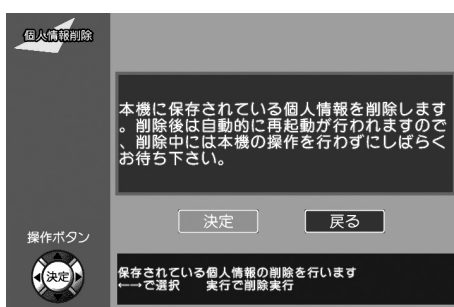 個人情報削除
本機に保存されている個人情報を削除します
。削除後は自動的に再起動が行われますので
、削除中には本機の操作を行わずにしばらく
お待ち下さい。
決定
戻る
操作ボタン
決定
保存されている個人情報の削除を行います
←→で選択　実行で削除実行